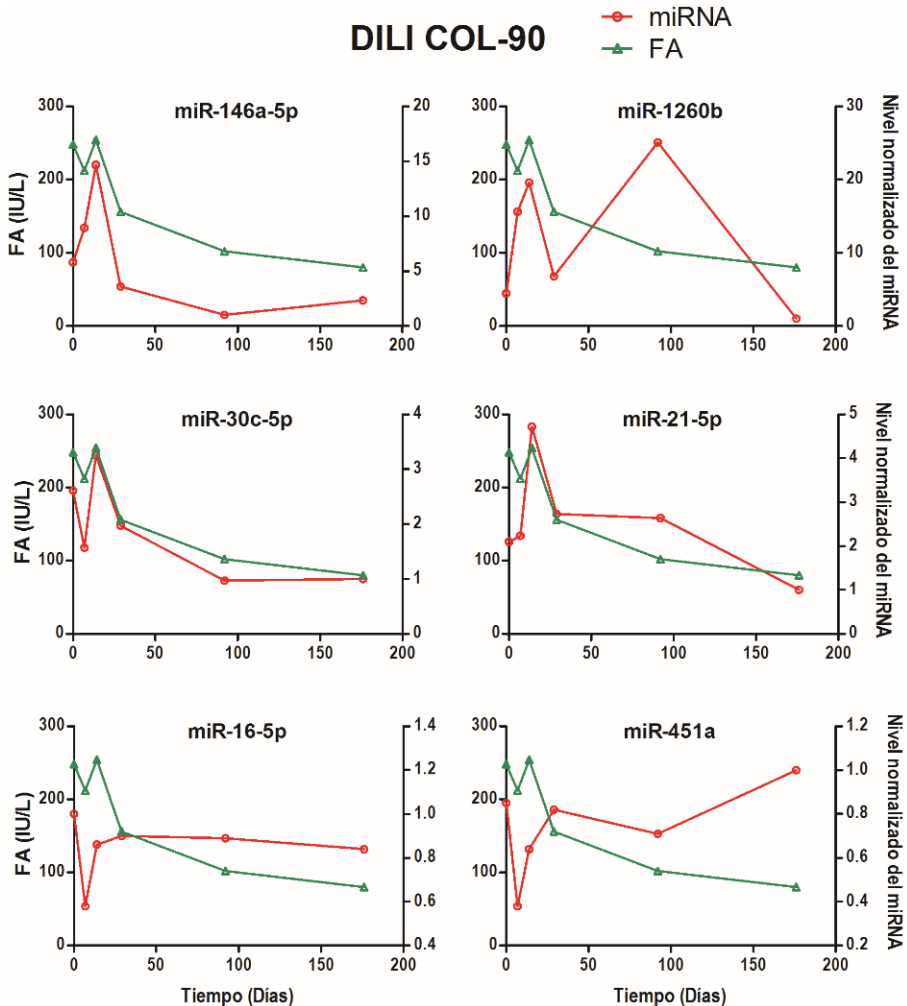 DILI COL-90
miRNA
FA
miR-146a-5p
300
200
100
0
FA (IU/L)
20
15
10
5
0
0 50 100 150 200
miR-1260b
300
200
100
0
30
20
10
0
Nivel normalizado del miRNA
0 50 100 150 200
miR-30c-5p
300
200
100
0
FA (IU/L)
4
3
2
1
0
0 50 100 150 200
miR-21-5p
300
200
100
0
5
4
3
2
1
0
Nivel normalizado del miRNA
0 50 100 150 200
miR-16-5p
300
200
100
0
FA (IU/L)
1.4
1.2
1.0
0.8
0.6
0.4
0 50 100 150 200
Tiempo (Días)
miR-451a
300
200
100
0
1.2
1.0
0.8
0.6
0.4
0.2
Nivel normalizado del miRNA
0 50 100 150 200
Tiempo (Días)